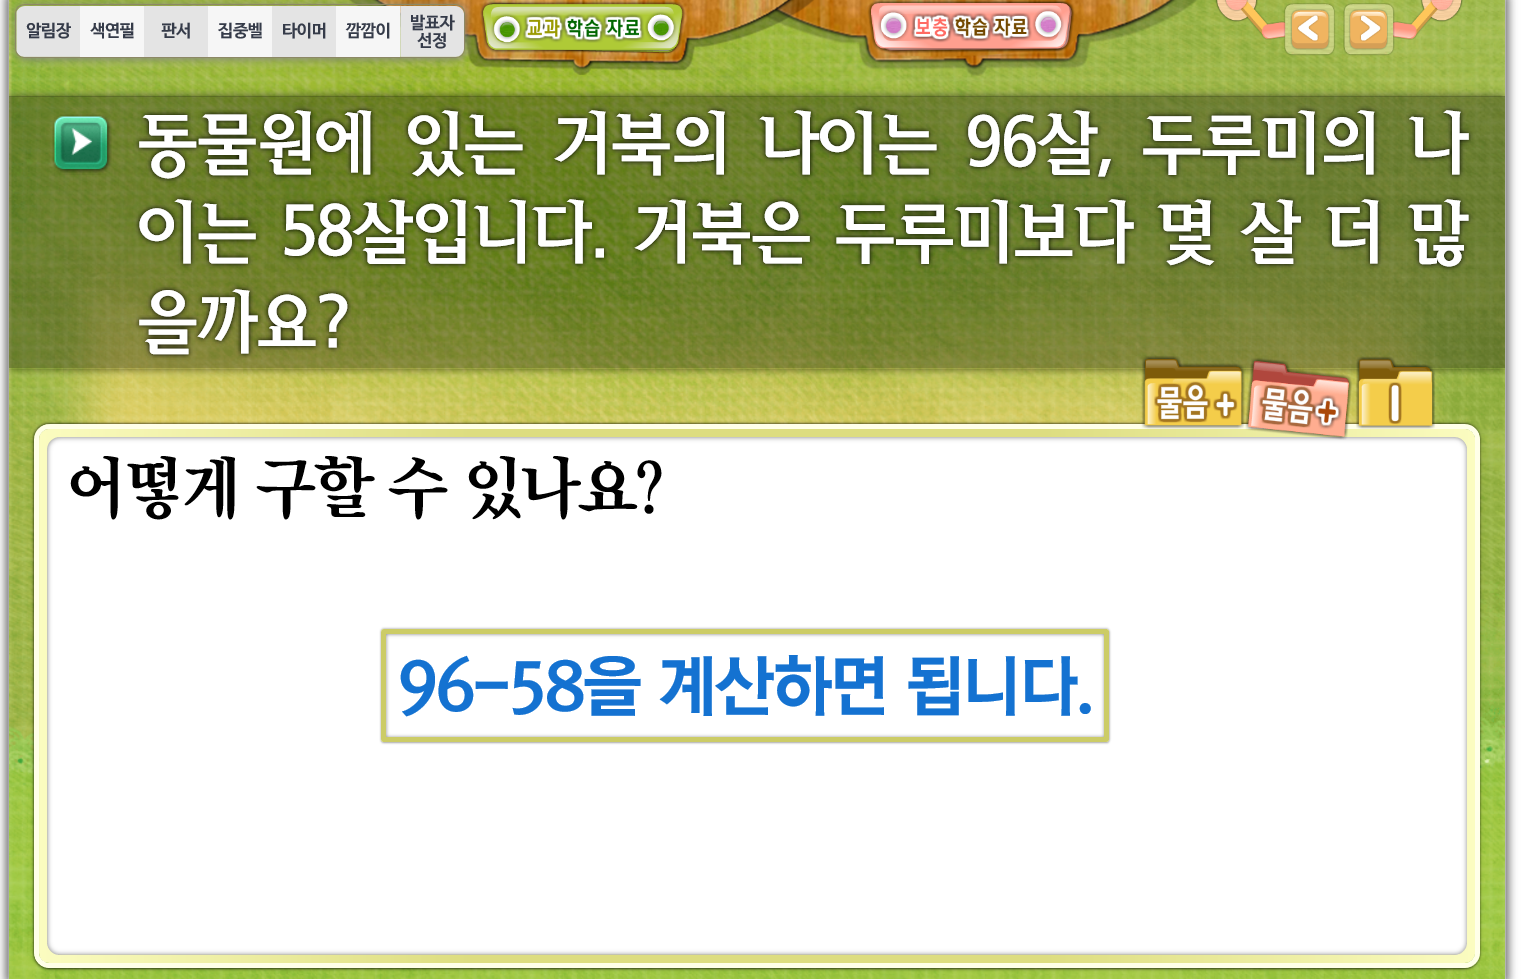 알림장 색연필 판서 집중벨 타이머 깜깜이 발표자 선정
교과 학습 자료
보충 학습 자료
동물원에 있는 거북의 나이는 96살, 두루미의 나
이는 58살입니다. 거북은 두루미보다 몇 살 더 많
을까요?
물음+ 물음+ 1
어떻게 구할 수 있나요?
96-58을 계산하면 됩니다.